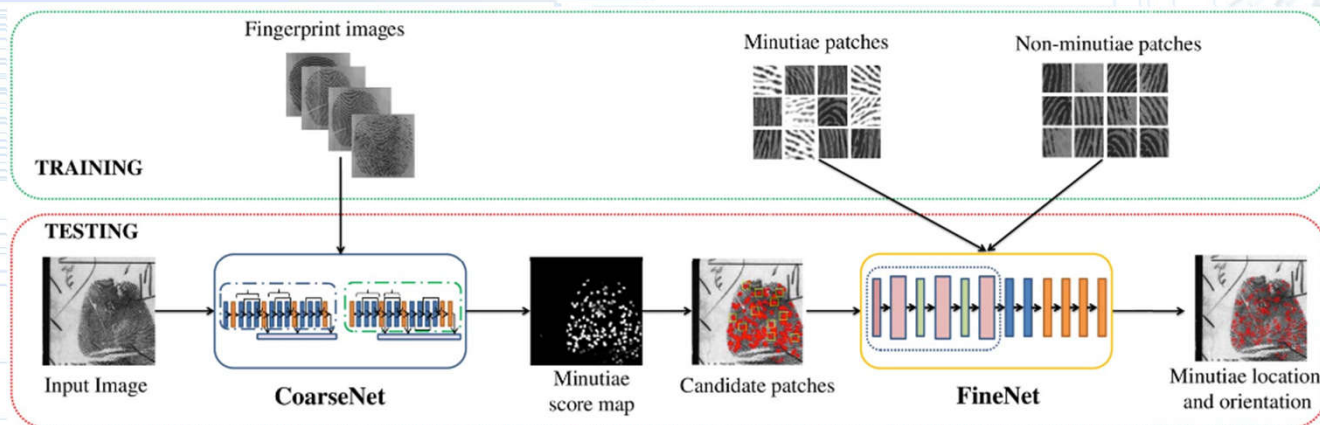 Fingerprint images
Minutiae patches
Non-minutiae patches
TRAINING
TESTING
Input Image
CoarseNet
Minutiae
score map
Candidate patches
FineNet
Minutiae location
and orientation